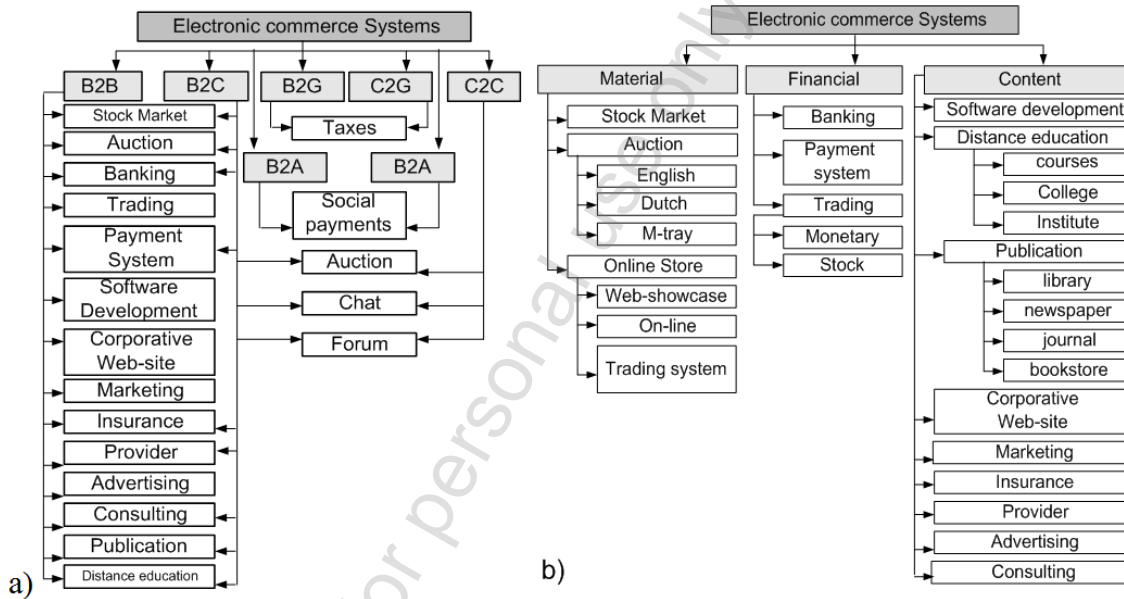 Electronic commerce Systems
B2B
B2C
B2G
C2G
C2C
Stock Market
Auction
Banking
Trading
Payment
System
Software
Development
Corporative
Web-site
Marketing
Insurance
Provider
Advertising
Consulting
Publication
Distance education
Taxes
B2A
B2A
Social
payments
Auction
Chat
Forum
a)
Electronic commerce Systems
Material
Stock Market
Auction
English
Dutch
M-tray
Online Store
Web-showcase
On-line
Trading system
Financial
Banking
Payment
system
Trading
Monetary
Stock
Content
Software development
Distance education
courses
College
Institute
Publication
library
newspaper
journal
bookstore
Corporative
Web-site
Marketing
Insurance
Provider
Advertising
Consulting
b)
or personal use only